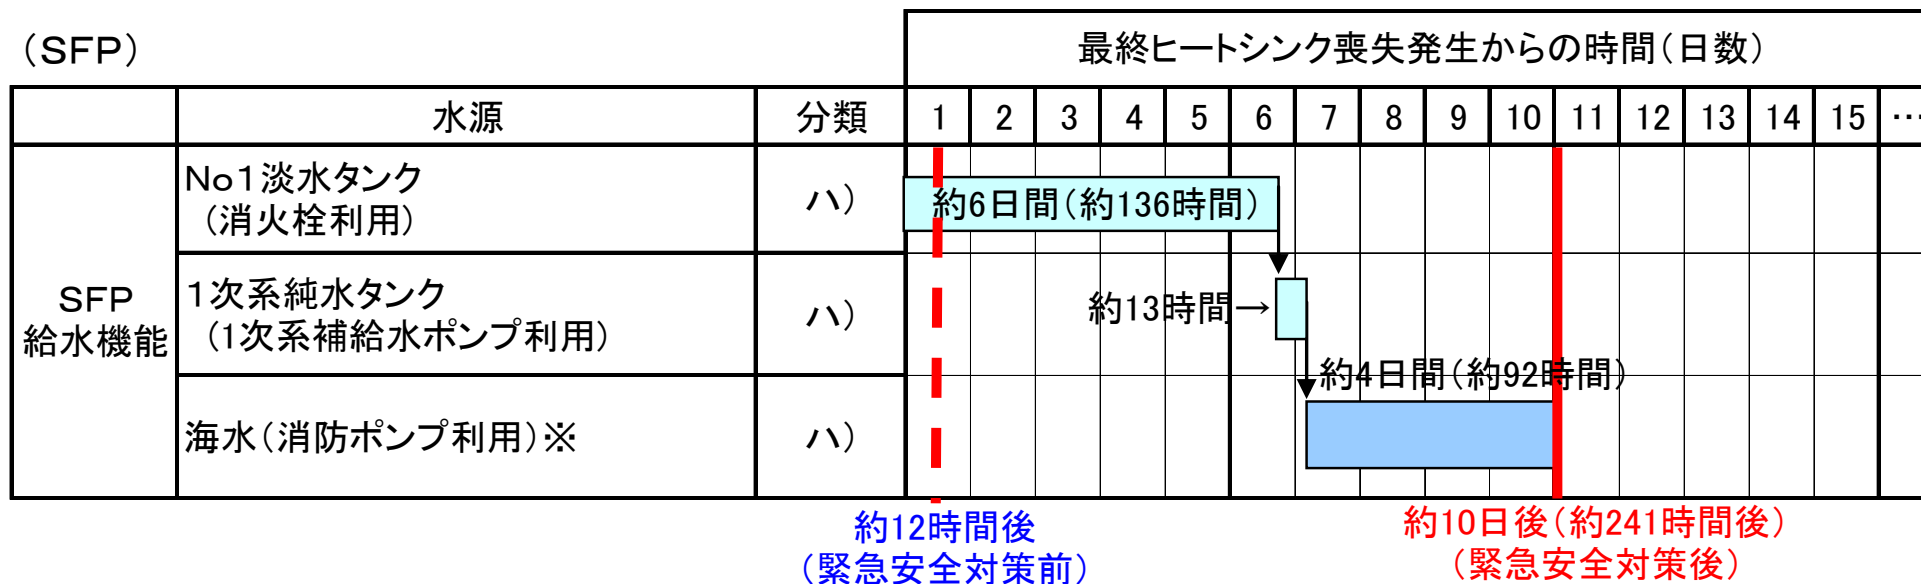 （SFP）
最終ヒートシンク喪失発生からの時間（日数）
水源 分類 1 2 3 4 5 6 7 8 9 10 11 12 13 14 15 …
No1淡水タンク
（消火栓利用）
ハ）
約6日間（約136時間）
SFP
給水機能
1次系純水タンク
（1次系補給水ポンプ利用）
ハ）
約13時間→
約4日間（約92時間）
海水（消防ポンプ利用）※
ハ）
約12時間後
（緊急安全対策前）
約10日後（約241時間後）
（緊急安全対策後）